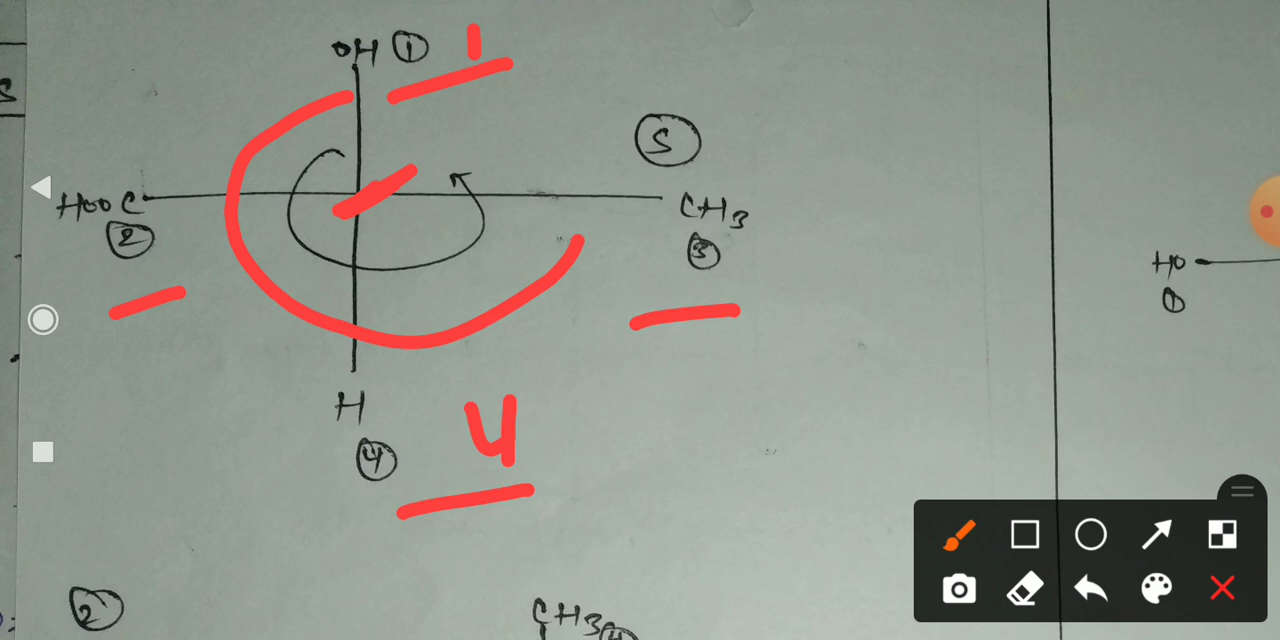 S
OH ① 1
Ⓢ
HOOC CH3
② ③
HO
①
H
④ 4
②
CH3